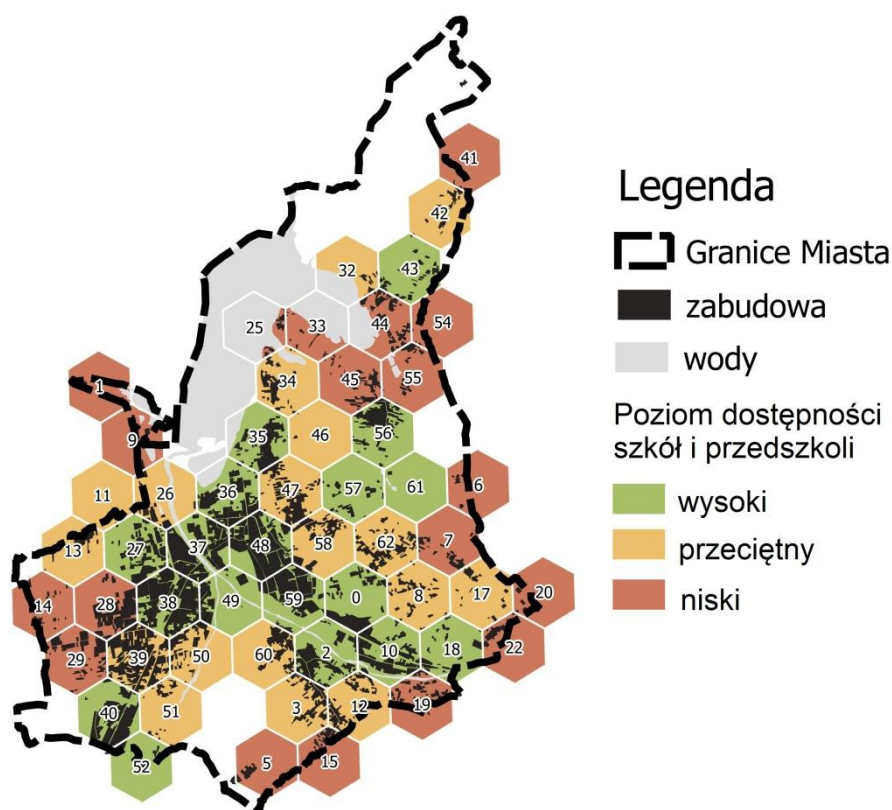 41
42
32 43
25 33 44 54
1 34 45 55
9 35 46 56
11 26 36 47 57 61 6
13 27 37 48 58 62 7
14 28 38 49 59 0 8 17 20
29 39 50 60 2 10 18 22
40 51 3 12 19
52 5 15
Legenda
Granice Miasta
zabudowa
wody
Poziom dostępności
szkół i przedszkoli
wysoki
przeciętny
niski